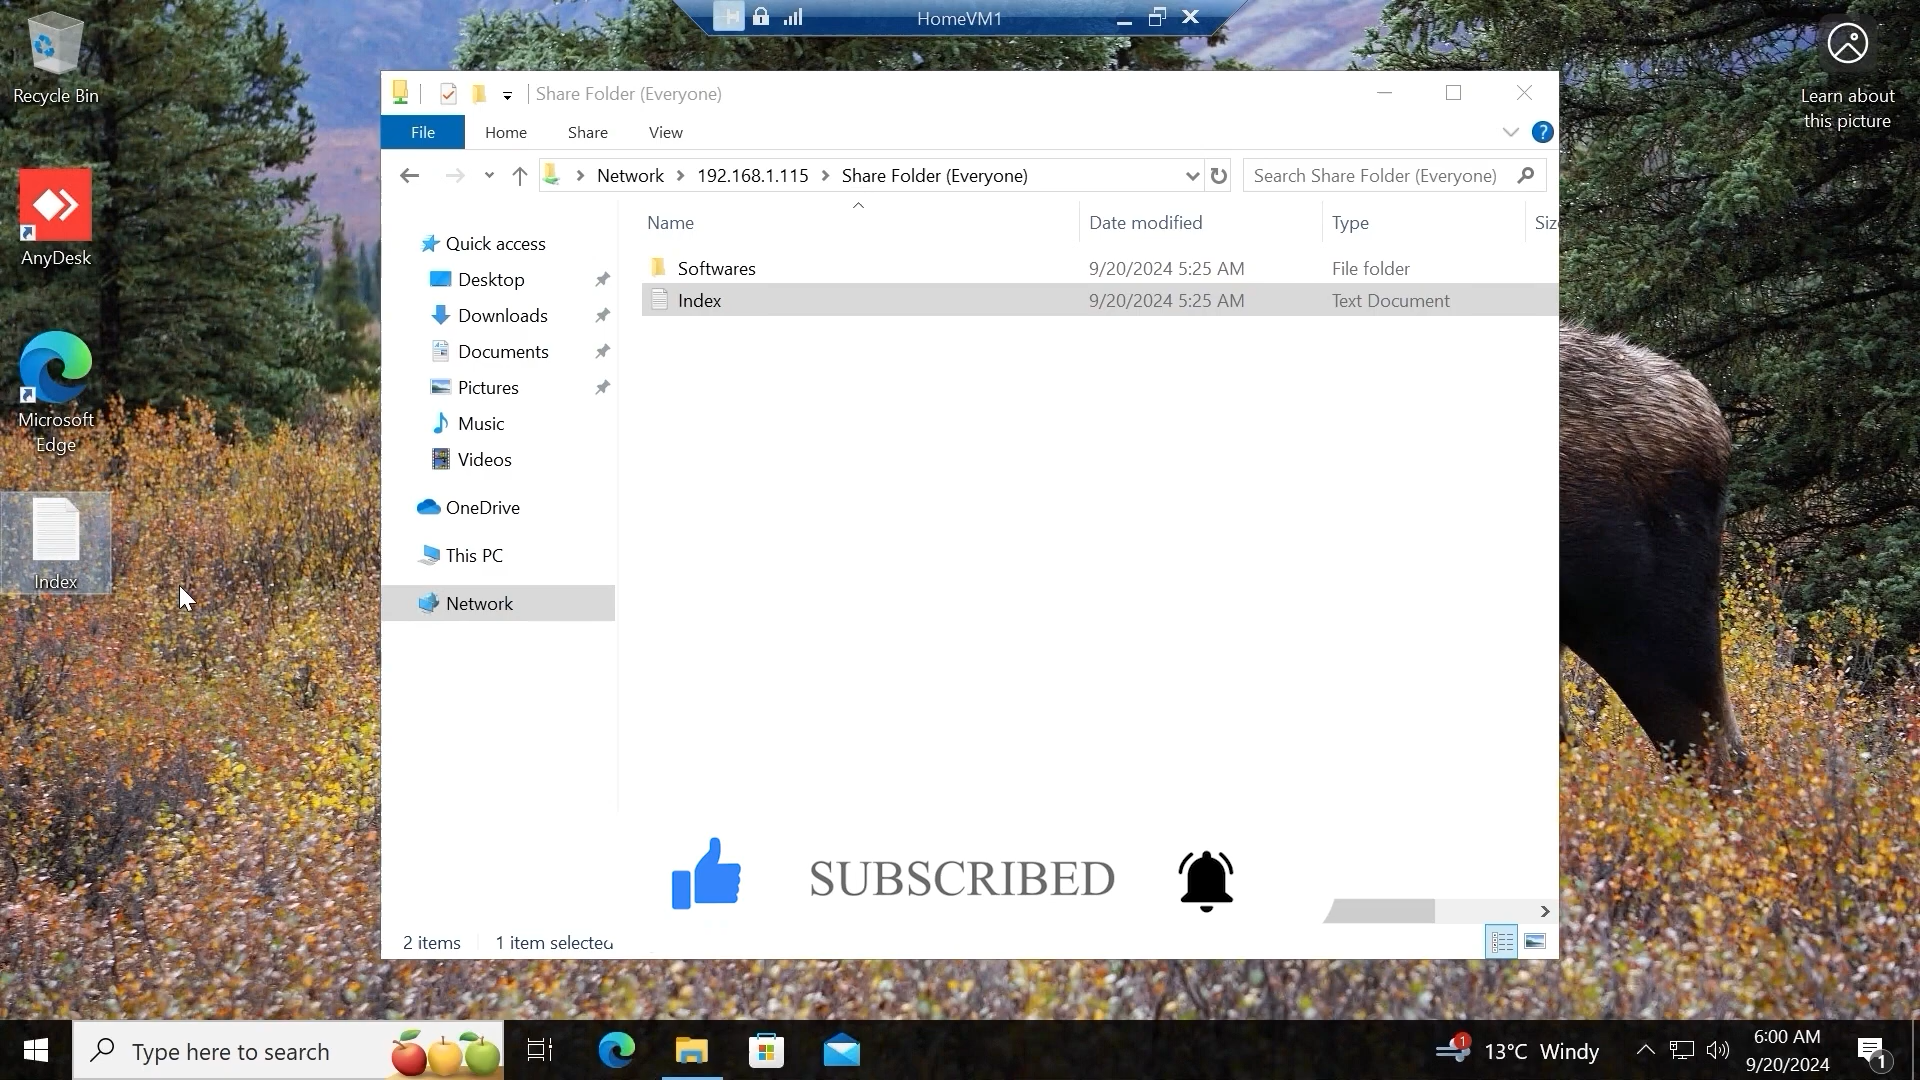 HomeVM1
Recycle Bin
Learn about
this picture
Share Folder (Everyone)
File
Home
Share
View
?
Network
192.168.1.115
Share Folder (Everyone)
Search Share Folder (Everyone)
Name
Date modified
Type
Siz
AnyDesk
Quick access
Softwares
9/20/2024 5:25 AM
File folder
Desktop
Index
9/20/2024 5:25 AM
Text Document
Downloads
Documents
Pictures
Microsoft
Edge
Music
Videos
OneDrive
This PC
Index
Network
SUBSCRIBED
2 items
1 item selected
Type here to search
1
13°C Windy
6:00 AM
9/20/2024
1